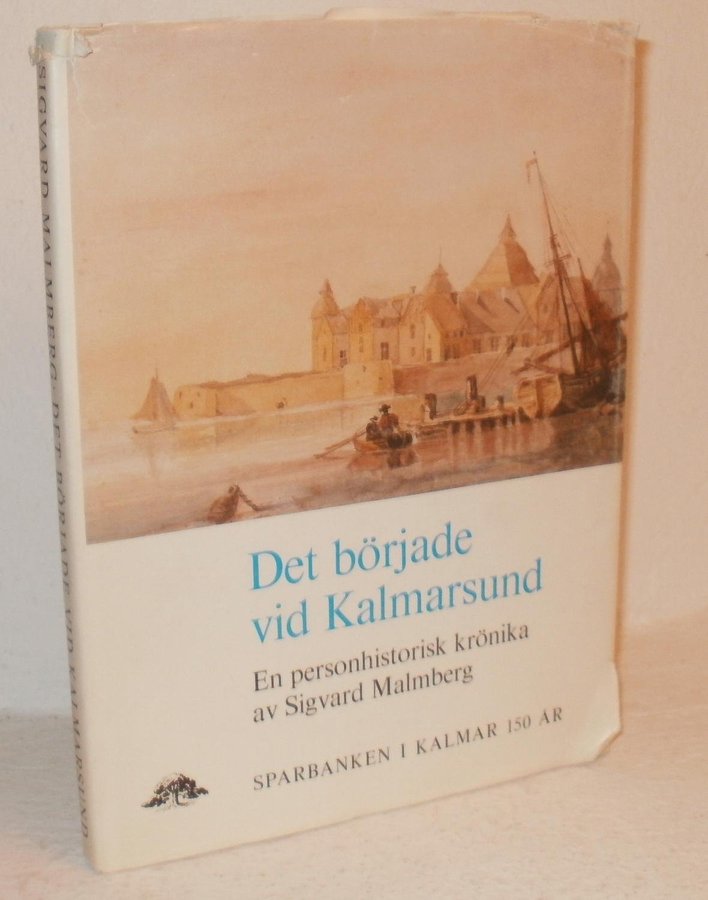 SIGVARD MALMBERG DET BÖRJADE VID KALMARSUND
Det började
vid Kalmarsund
En personhistorisk krönika
av Sigvard Malmberg
SPARBANKEN I KALMAR 150 ÅR